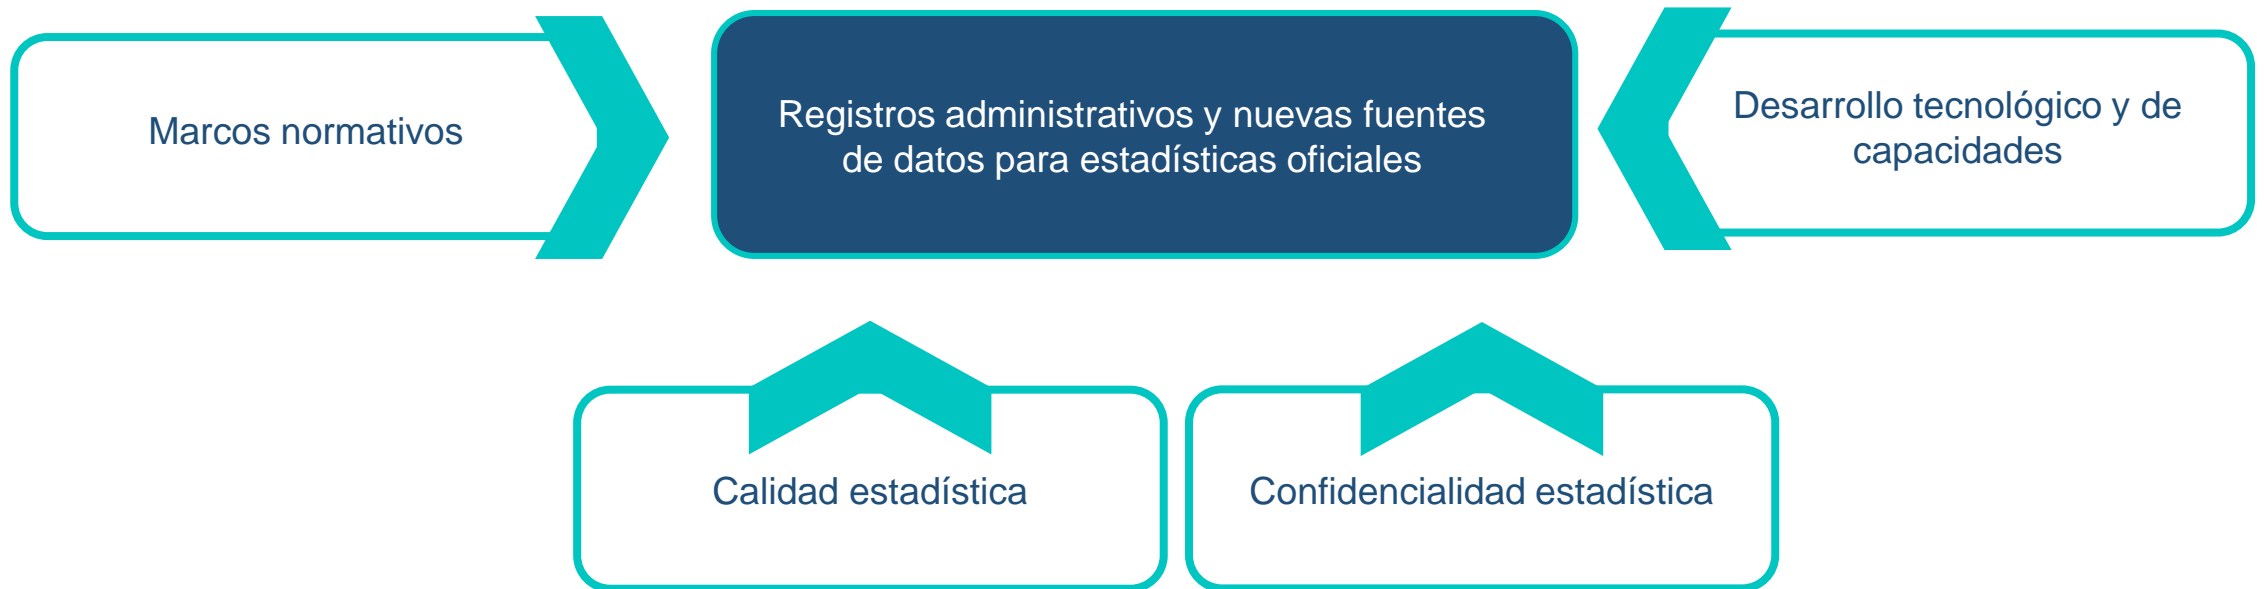 Marcos normativos
Registros administrativos y nuevas fuentes
de datos para estadísticas oficiales
Desarrollo tecnológico y de
capacidades
Calidad estadística
Confidencialidad estadística